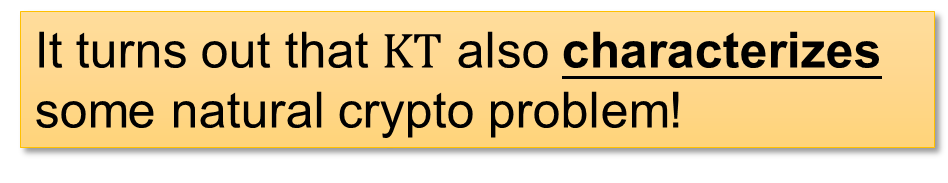 It turns out that KT also characterizes
some natural crypto problem!